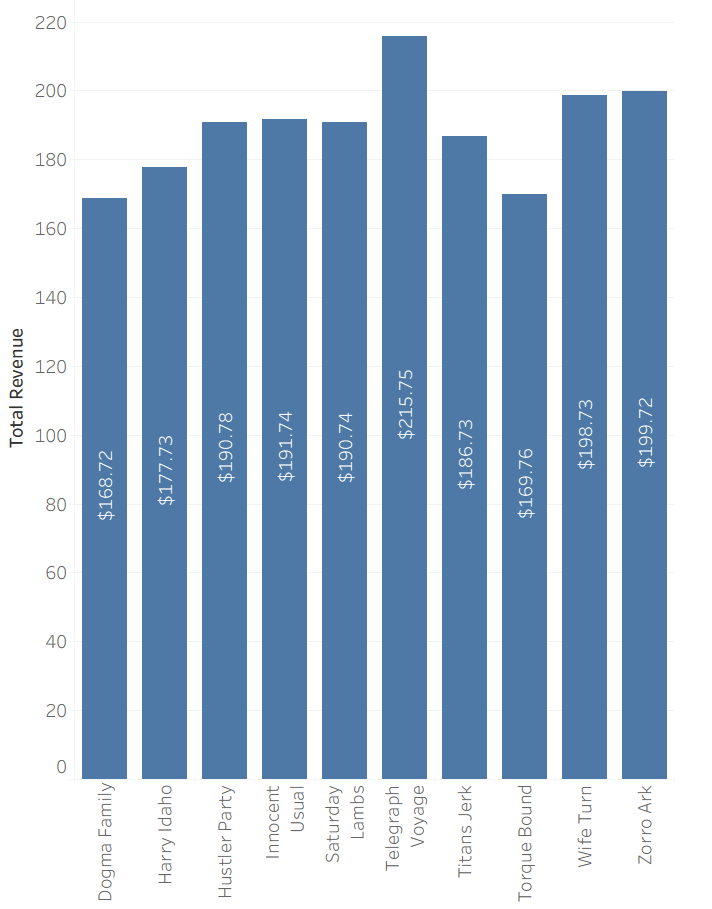 220
200
180
160
140
120
100
80
60
40
20
0
Total Revenue
$168.72
$177.73
$190.78
$191.74
$190.74
$215.75
$186.73
$169.76
$198.73
$199.72
Dogma Family
Harry Idaho
Hustler Party
Innocent
Usual
Saturday
Lambs
Telegraph
Voyage
Titans Jerk
Torque Bound
Wife Turn
Zorro Ark